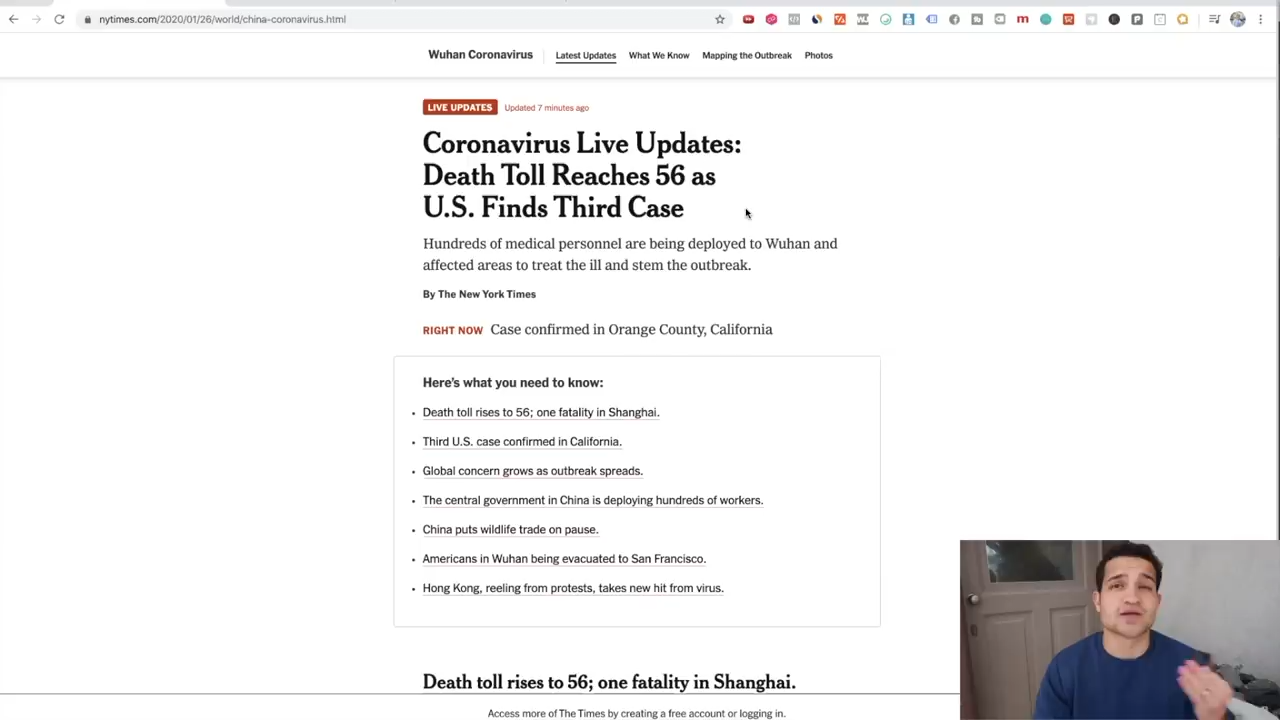 nytimes.com/2020/01/26/world/china-coronavirus.html
Wuhan Coronavirus
Latest Updates
What We Know
Mapping the Outbreak
Photos
LIVE UPDATES
Updated 7 minutes ago
Coronavirus Live Updates:
Death Toll Reaches 56 as
U.S. Finds Third Case
Hundreds of medical personnel are being deployed to Wuhan and
affected areas to treat the ill and stem the outbreak.
By The New York Times
RIGHT NOW Case confirmed in Orange County, California
Here's what you need to know:
Death toll rises to 56; one fatality in Shanghai.
Third U.S. case confirmed in California.
Global concern grows as outbreak spreads.
The central government in China is deploying hundreds of workers.
China puts wildlife trade on pause.
Americans in Wuhan being evacuated to San Francisco.
Hong Kong, reeling from protests, takes new hit from virus.
Death toll rises to 56; one fatality in Shanghai.
Access more of The Times by creating a free account or logging in.